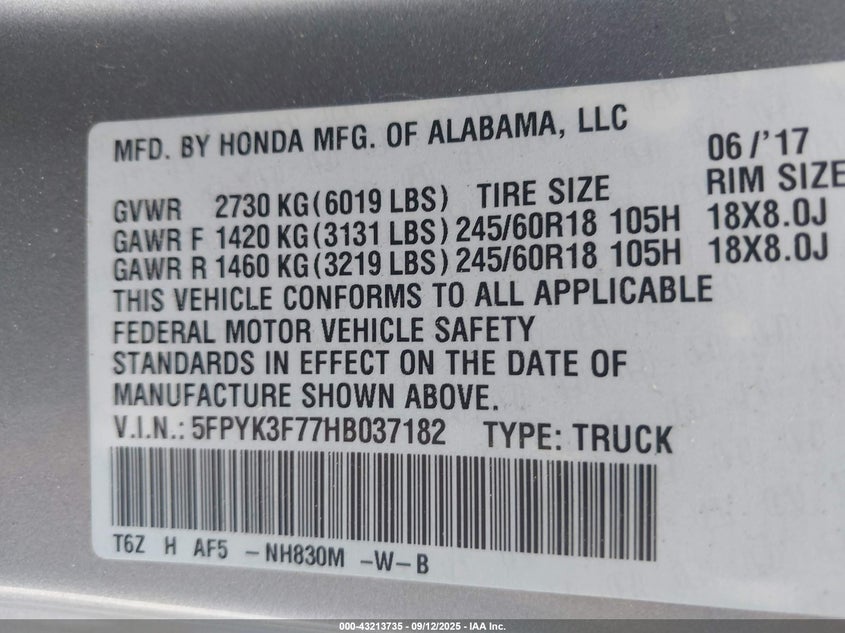 MFD. BY HONDA MFG. OF ALABAMA, LLC 06/'17
GVWR 2730 KG(6019 LBS) TIRE SIZE RIM SIZE
GAWR F 1420 KG(3131 LBS) 245/60R18 105H 18X8.0J
GAWR R 1460 KG(3219 LBS) 245/60R18 105H 18X8.0J
THIS VEHICLE CONFORMS TO ALL APPLICABLE
FEDERAL MOTOR VEHICLE SAFETY
STANDARDS IN EFFECT ON THE DATE OF
MANUFACTURE SHOWN ABOVE.
V.I.N.: 5FPYK3F77HB037182 TYPE: TRUCK
T6Z H AF5 -NH830M -W-B
000-43213735 - 09/12/2025 - IAA Inc.